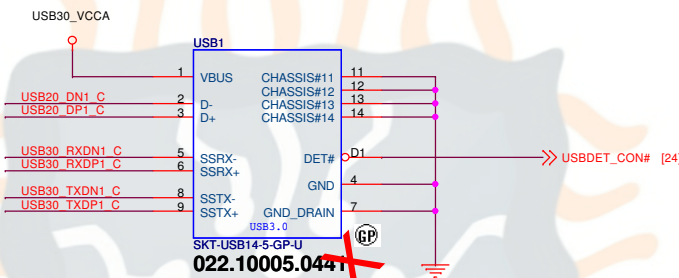 USB30_VCCA
USB1
1 VBUS CHASSIS#11 11
CHASSIS#12 12
USB20_DN1_C 2 D- CHASSIS#13 13
USB20_DP1_C 3 D+ CHASSIS#14 14
USB30_RXDN1_C 5 SSRX- DET# D1 USBDET_CON# [24]
USB30_RXDP1_C 6 SSRX+
GND 4
USB30_TXDN1_C 8 SSTX-
USB30_TXDP1_C 9 SSTX+ GND_DRAIN 7
USB3.0
GP
SKT-USB14-5-GP-U
022.10005.0441